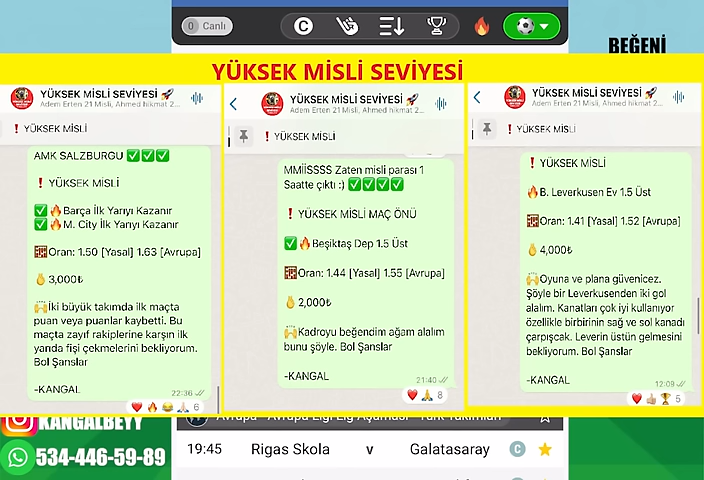 0 Canlı
C
BEĞENİ
YÜKSEK MİSLİ SEVİYESİ
YÜKSEK MİSLİ SEVİYESİ 🚀
Adem Erten 21 Misli, Ahmed hikmat 2...
❗ YÜKSEK MİSLİ
AMK SALZBURGU ✅✅✅
❗ YÜKSEK MİSLİ
✅🔥Barça İlk Yarıyı Kazanır
✅🔥M. City İlk Yarıyı Kazanır
🧱Oran: 1.50 [Yasal] 1.63 [Avrupa]
💰3,000₺
🙌İki büyük takımda ilk maçta
puan veya puanlar kaybetti. Bu
maçta zayıf rakiplerine karşın ilk
yarıda fişi çekmelerini bekliyorum.
Bol Şanslar
-KANGAL
22:36
❤️🔥😂🙏 6
YÜKSEK MİSLİ SEVİYESİ 🚀
Adem Erten 21 Misli, Ahmed hikmat 2...
❗ YÜKSEK MİSLİ
MMİİSSSS Zaten misli parası 1
Saatte çıktı :) ✅✅✅✅
❗ YÜKSEK MİSLİ MAÇ ÖNÜ
✅🔥Beşiktaş Dep 1.5 Üst
🧱Oran: 1.44 [Yasal] 1.55 [Avrupa]
💰2,000₺
🙌Kadroyu beğendim ağam alalım
bunu şöyle. Bol Şanslar
-KANGAL
21:40
❤️🙏 8
YÜKSEK MİSLİ SEVİYESİ 🚀
Adem Erten 21 Misli, Ahmed hikmat 2...
❗ YÜKSEK MİSLİ
❗ YÜKSEK MİSLİ
🔥B. Leverkusen Ev 1.5 Üst
🧱Oran: 1.41 [Yasal] 1.52 [Avrupa]
💰4,000₺
🙌Oyuna ve plana güvenicez.
Şöyle bir Leverkusenden iki gol
alalım. Kanatları çok iyi kullanıyor
özellikle birbirinin sağ ve sol kanadı
çarpışcak. Leverin üstün gelmesini
bekliyorum. Bol Şanslar
-KANGAL
12:09
❤️👍🏆 5
KANGALBEYY
534-446-59-89
Avrupa - Avrupa Ligi Lig Aşaması - Türk Takımları
19:45 Rigas Skola v Galatasaray C